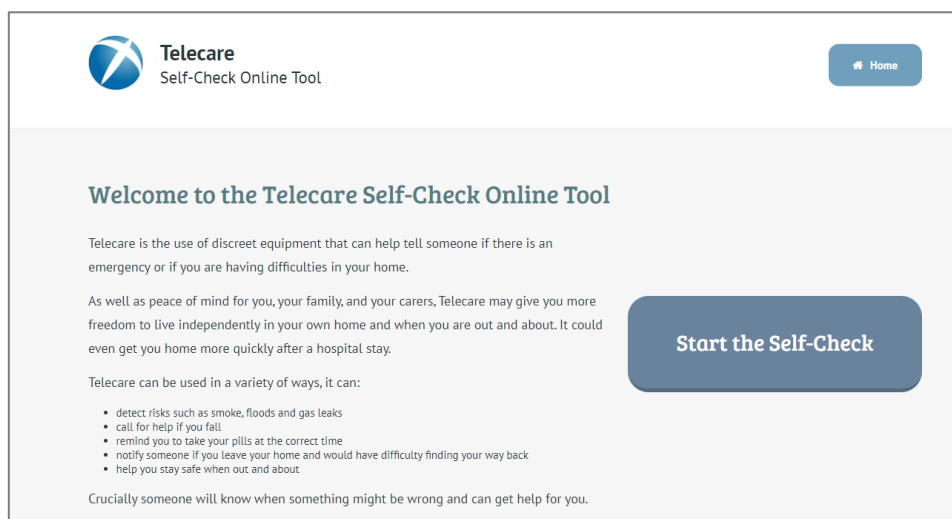 Telecare
Self-Check Online Tool
Home
Welcome to the Telecare Self-Check Online Tool
Telecare is the use of discreet equipment that can help tell someone if there is an
emergency or if you are having difficulties in your home.
As well as peace of mind for you, your family, and your carers, Telecare may give you more
freedom to live independently in your own home and when you are out and about. It could
even get you home more quickly after a hospital stay.
Start the Self-Check
Telecare can be used in a variety of ways, it can:
• detect risks such as smoke, floods and gas leaks
• call for help if you fall
• remind you to take your pills at the correct time
• notify someone if you leave your home and would have difficulty finding your way back
• help you stay safe when out and about
Crucially someone will know when something might be wrong and can get help for you.